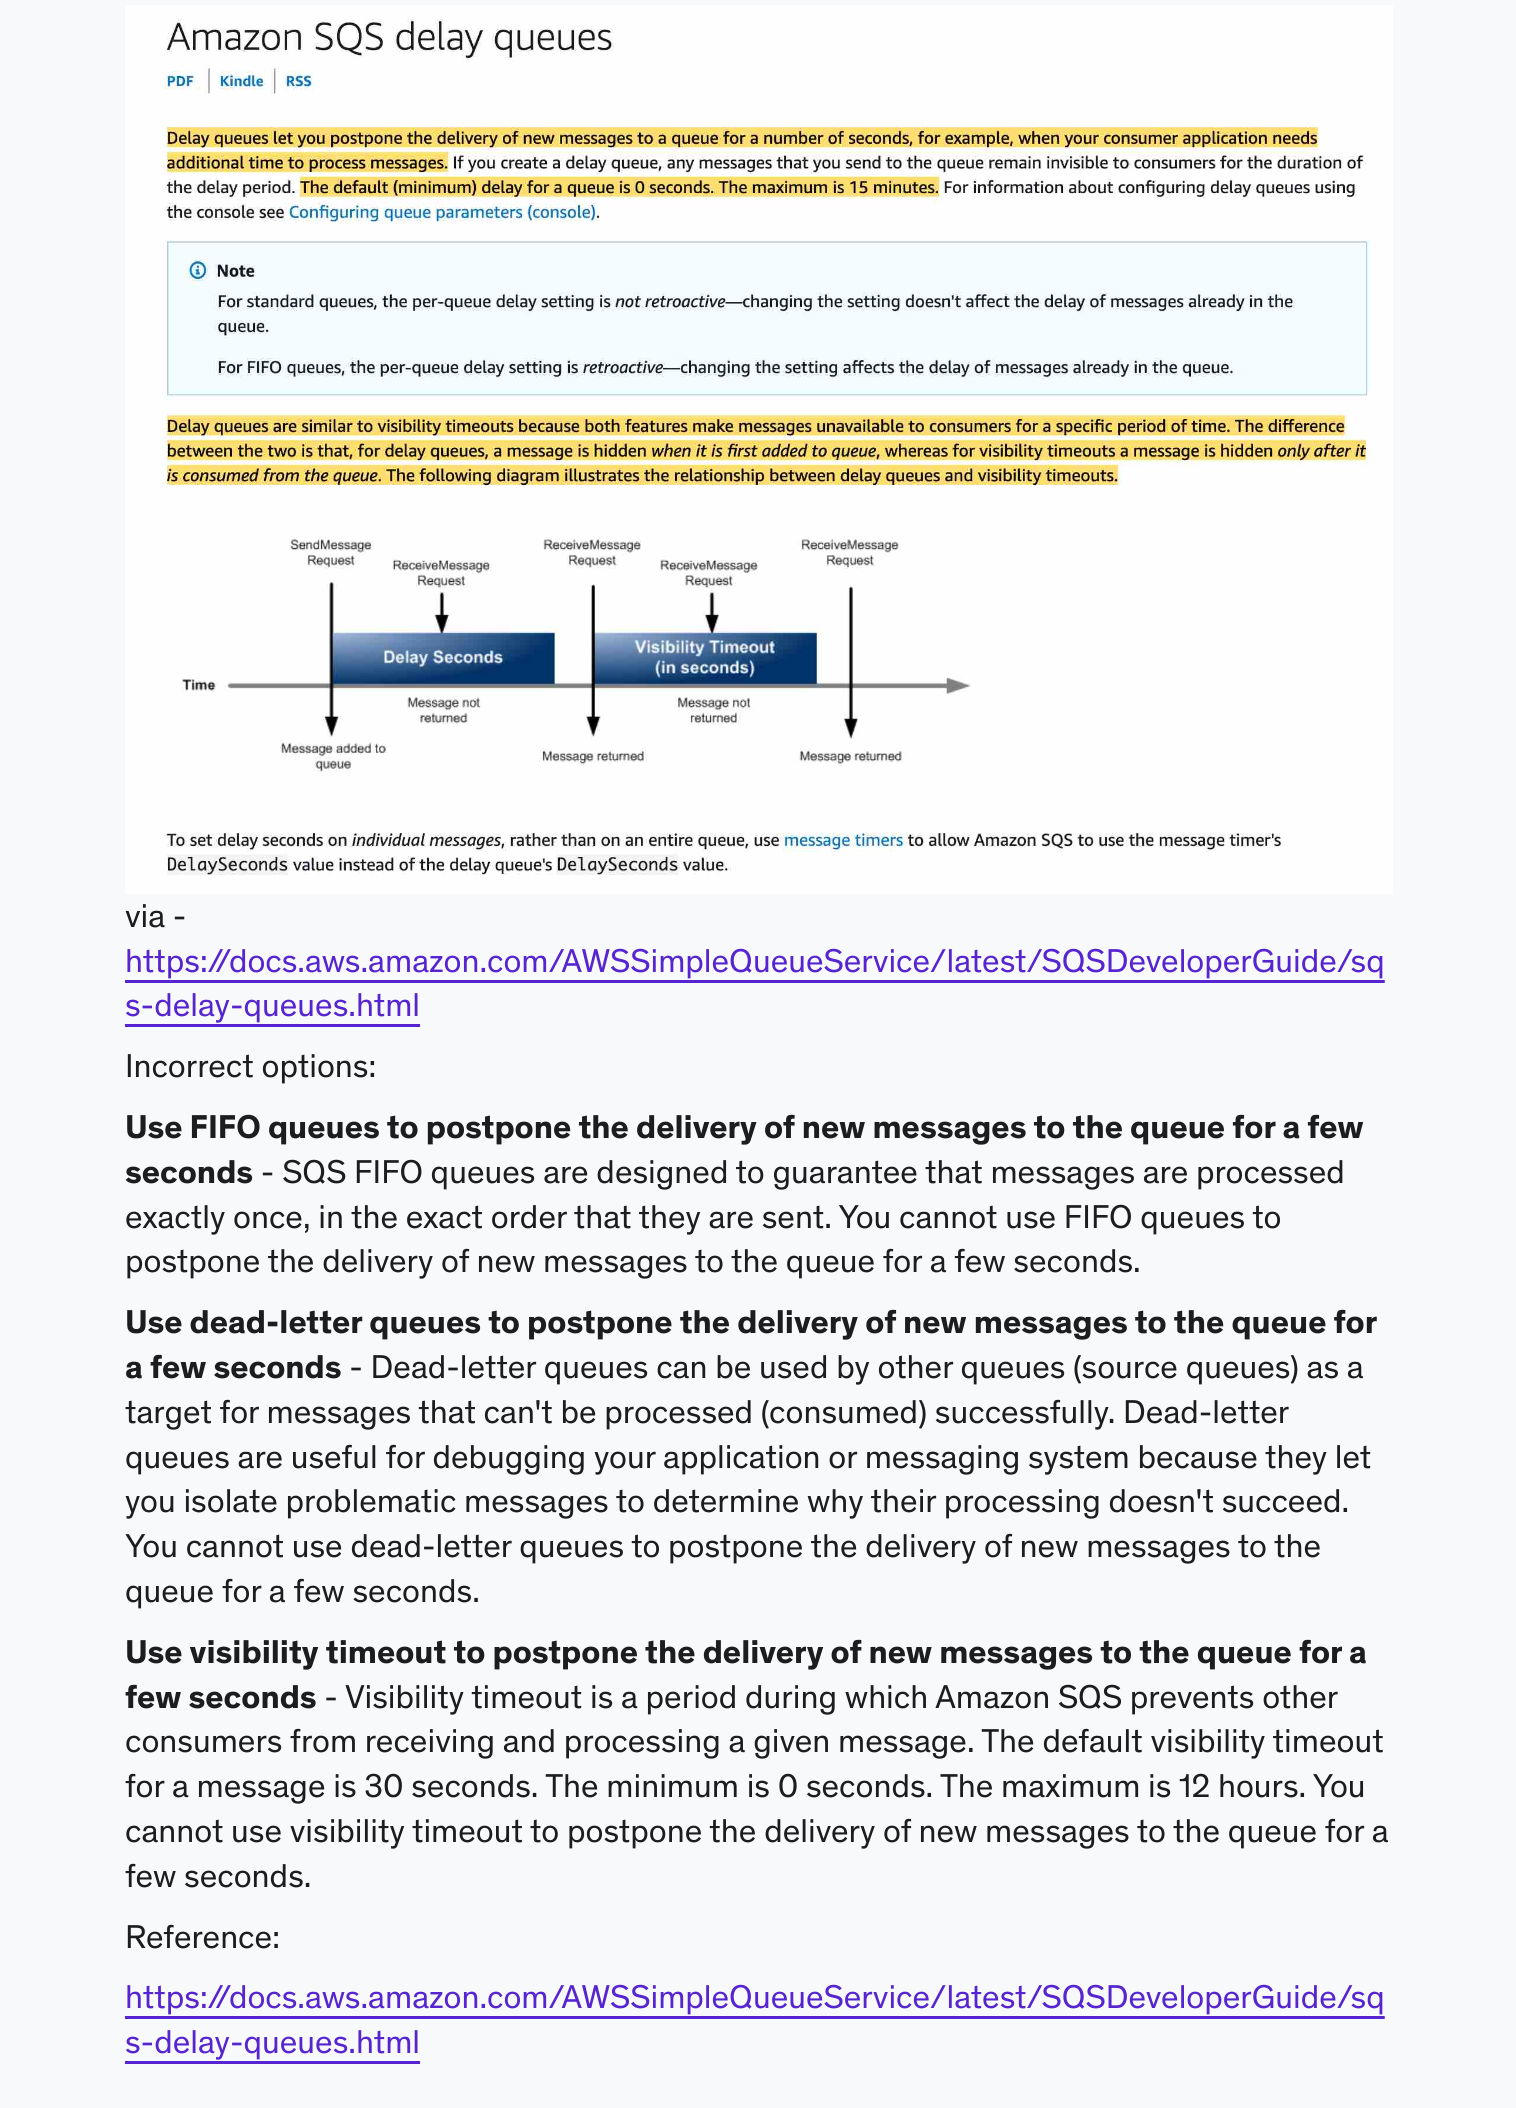 Amazon SQS delay queues
PDF | Kindle | RSS
Delay queues let you postpone the delivery of new messages to a queue for a number of seconds, for example, when your consumer application needs
additional time to process messages. If you create a delay queue, any messages that you send to the queue remain invisible to consumers for the duration of
the delay period. The default (minimum) delay for a queue is 0 seconds. The maximum is 15 minutes. For information about configuring delay queues using
the console see Configuring queue parameters (console).
Note
For standard queues, the per-queue delay setting is not retroactive—changing the setting doesn't affect the delay of messages already in the
queue.
For FIFO queues, the per-queue delay setting is retroactive—changing the setting affects the delay of messages already in the queue.
Delay queues are similar to visibility timeouts because both features make messages unavailable to consumers for a specific period of time. The difference
between the two is that, for delay queues, a message is hidden when it is first added to queue, whereas for visibility timeouts a message is hidden only after it
is consumed from the queue. The following diagram illustrates the relationship between delay queues and visibility timeouts.
SendMessage
Request
ReceiveMessage
Request
ReceiveMessage
Request
ReceiveMessage
Request
ReceiveMessage
Request
Delay Seconds
Visibility Timeout
(in seconds)
Time
Message not
returned
Message not
returned
Message added to
queue
Message returned
Message returned
To set delay seconds on individual messages, rather than on an entire queue, use message timers to allow Amazon SQS to use the message timer's
DelaySeconds value instead of the delay queue's DelaySeconds value.
via -
https://docs.aws.amazon.com/AWSSimpleQueueService/latest/SQSDeveloperGuide/sq
s-delay-queues.html
Incorrect options:
Use FIFO queues to postpone the delivery of new messages to the queue for a few
seconds - SQS FIFO queues are designed to guarantee that messages are processed
exactly once, in the exact order that they are sent. You cannot use FIFO queues to
postpone the delivery of new messages to the queue for a few seconds.
Use dead-letter queues to postpone the delivery of new messages to the queue for
a few seconds - Dead-letter queues can be used by other queues (source queues) as a
target for messages that can't be processed (consumed) successfully. Dead-letter
queues are useful for debugging your application or messaging system because they let
you isolate problematic messages to determine why their processing doesn't succeed.
You cannot use dead-letter queues to postpone the delivery of new messages to the
queue for a few seconds.
Use visibility timeout to postpone the delivery of new messages to the queue for a
few seconds - Visibility timeout is a period during which Amazon SQS prevents other
consumers from receiving and processing a given message. The default visibility timeout
for a message is 30 seconds. The minimum is 0 seconds. The maximum is 12 hours. You
cannot use visibility timeout to postpone the delivery of new messages to the queue for a
few seconds.
Reference:
https://docs.aws.amazon.com/AWSSimpleQueueService/latest/SQSDeveloperGuide/sq
s-delay-queues.html